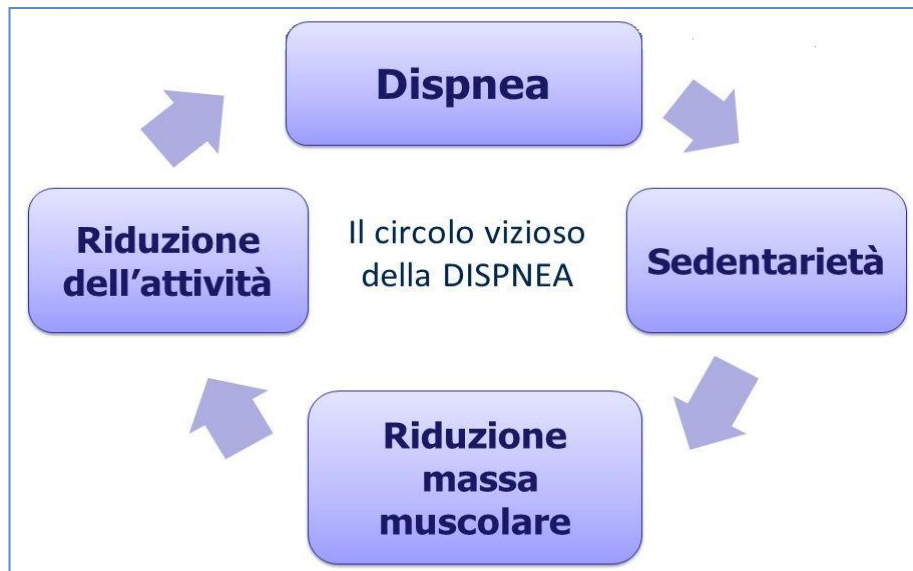 Dispnea
Riduzione
dell’attività
Il circolo vizioso
della DISPNEA
Sedentarietà
Riduzione
massa
muscolare